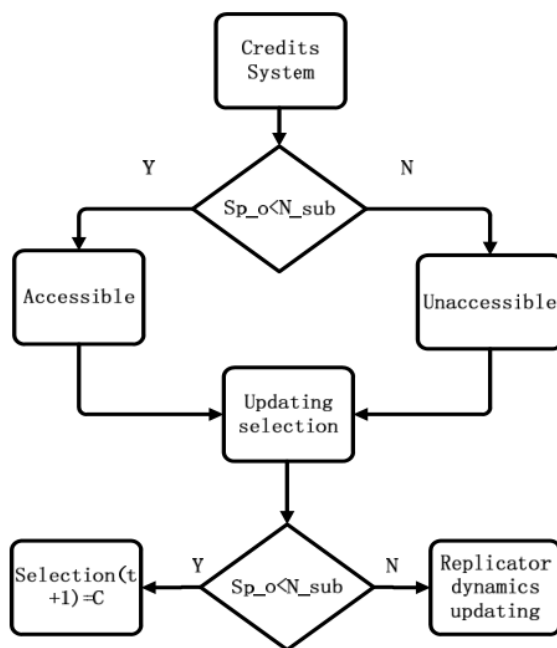 Credits
System
Y
N
Sp_o<N_sub
Accessible
Unaccessible
Updating
selection
Y
N
Selection(t
+1)=C
Sp_o<N_sub
Replicator
dynamics
updating